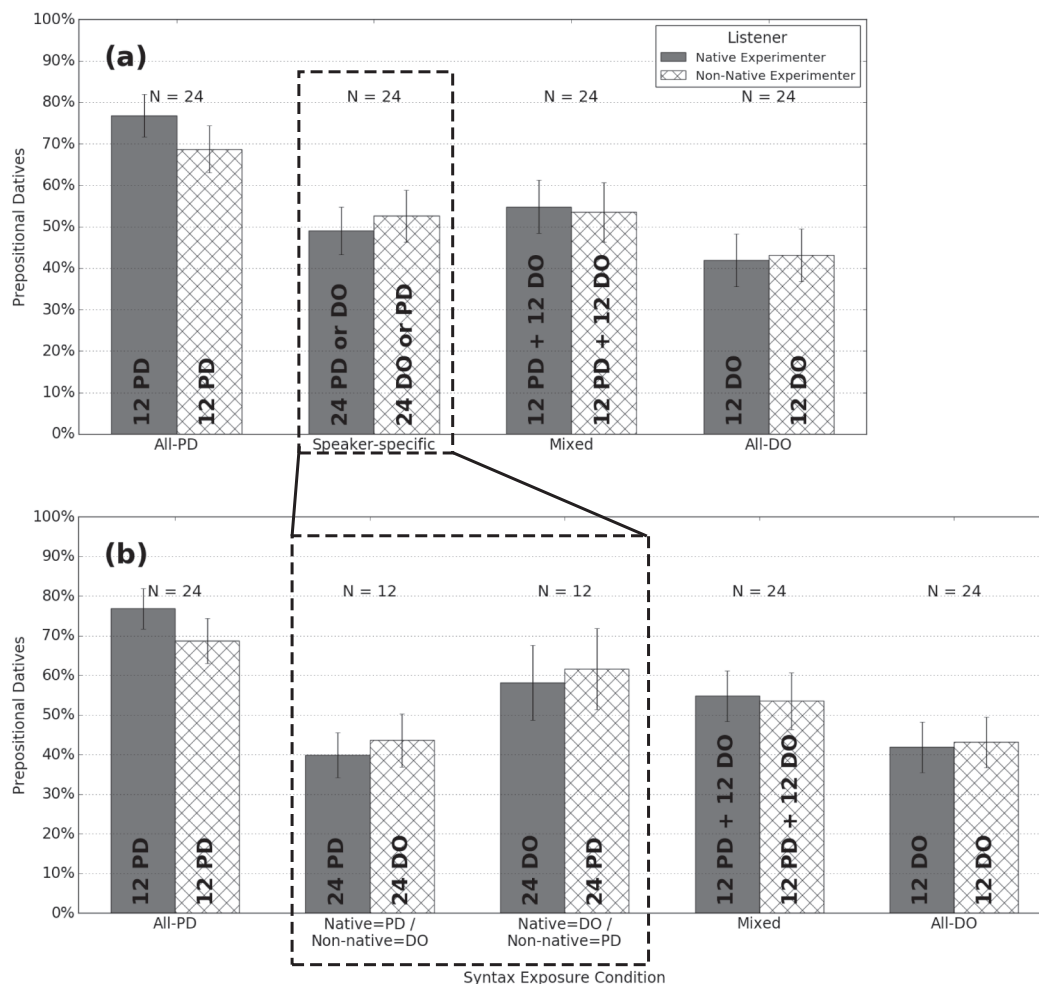 100%
90%
80%
70%
60%
50%
40%
30%
20%
10%
0%
Prepositional Datives
(a)
Listener
Native Experimenter
Non-Native Experimenter
N = 24
N = 24
N = 24
N = 24
12 PD
12 PD
24 PD or DO
24 DO or PD
12 PD + 12 DO
12 PD + 12 DO
12 DO
12 DO
All-PD
Speaker-specific
Mixed
All-DO
100%
90%
80%
70%
60%
50%
40%
30%
20%
10%
0%
Prepositional Datives
(b)
N = 24
N = 12
N = 12
N = 24
N = 24
12 PD
12 PD
24 PD
24 DO
24 DO
24 PD
12 PD + 12 DO
12 PD + 12 DO
12 DO
12 DO
All-PD
Native=PD /
Non-native=DO
Native=DO /
Non-native=PD
Mixed
All-DO
Syntax Exposure Condition